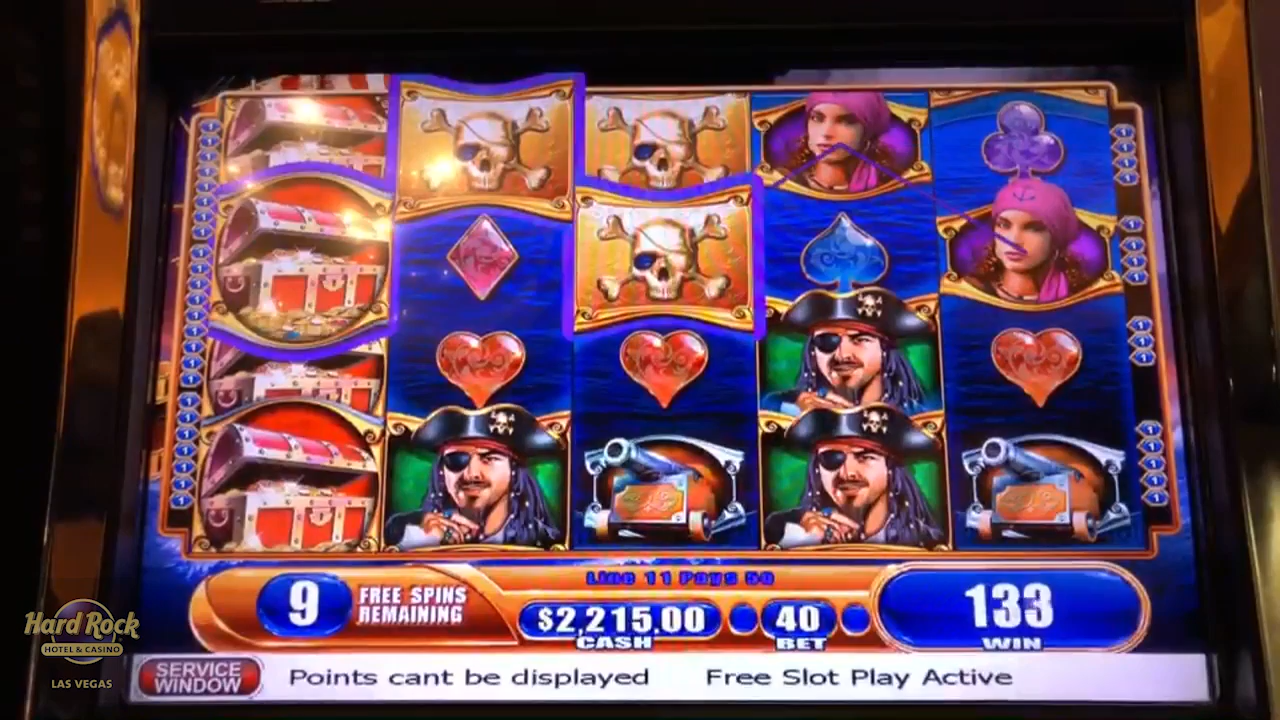 Line 11 Pays 50
9
FREE SPINS
REMAINING
$2,215.00
CASH
40
BET
133
WIN
Hard Rock
HOTEL & CASINO
LAS VEGAS
SERVICE
WINDOW
Points cant be displayed
Free Slot Play Active